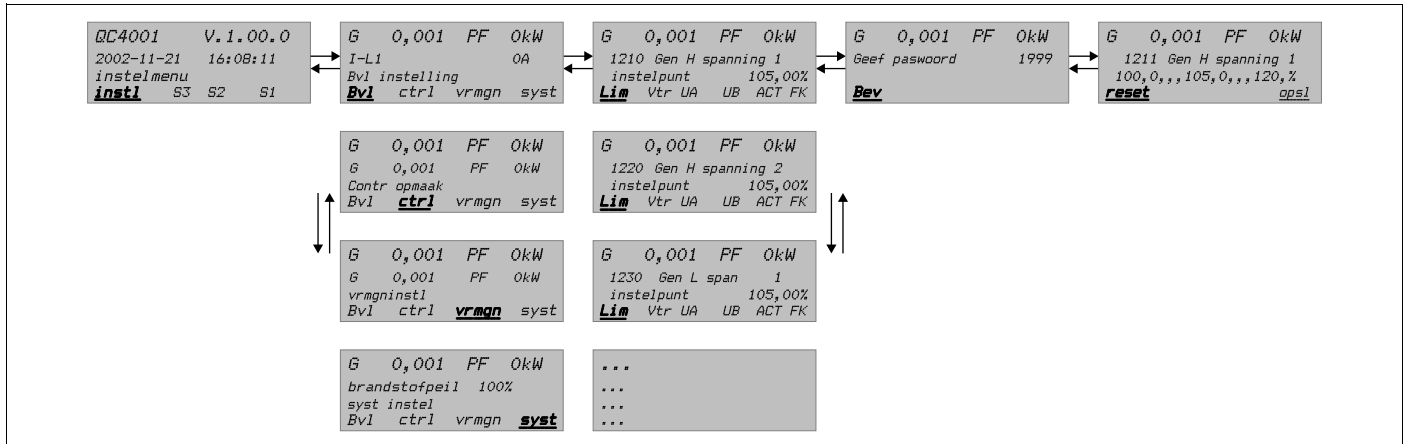 QC4001 V.1.00.0
2002-11-21 16:08:11
instelmenu
instl S3 S2 S1
G 0,001 PF 0kW
I-L1 0A
Bvl instelling
Bvl ctrl vrmgn syst
G 0,001 PF 0kW
1210 Gen H spanning 1
instelpunt 105,00%
Lim Vtr UA UB ACT FK
G 0,001 PF 0kW
Geef paswoord 1999
Bev
G 0,001 PF 0kW
1211 Gen H spanning 1
100,0,,,105,0,,,120,%
reset opsl
G 0,001 PF 0kW
G 0,001 PF 0kW
Contr opmaak
Bvl ctrl vrmgn syst
G 0,001 PF 0kW
1220 Gen H spanning 2
instelpunt 105,00%
Lim Vtr UA UB ACT FK
G 0,001 PF 0kW
G 0,001 PF 0kW
vrmgninstl
Bvl ctrl vrmgn syst
G 0,001 PF 0kW
1230 Gen L span 1
instelpunt 105,00%
Lim Vtr UA UB ACT FK
G 0,001 PF 0kW
brandstofpeil 100%
syst instel
Bvl ctrl vrmgn syst
...
...
...
...